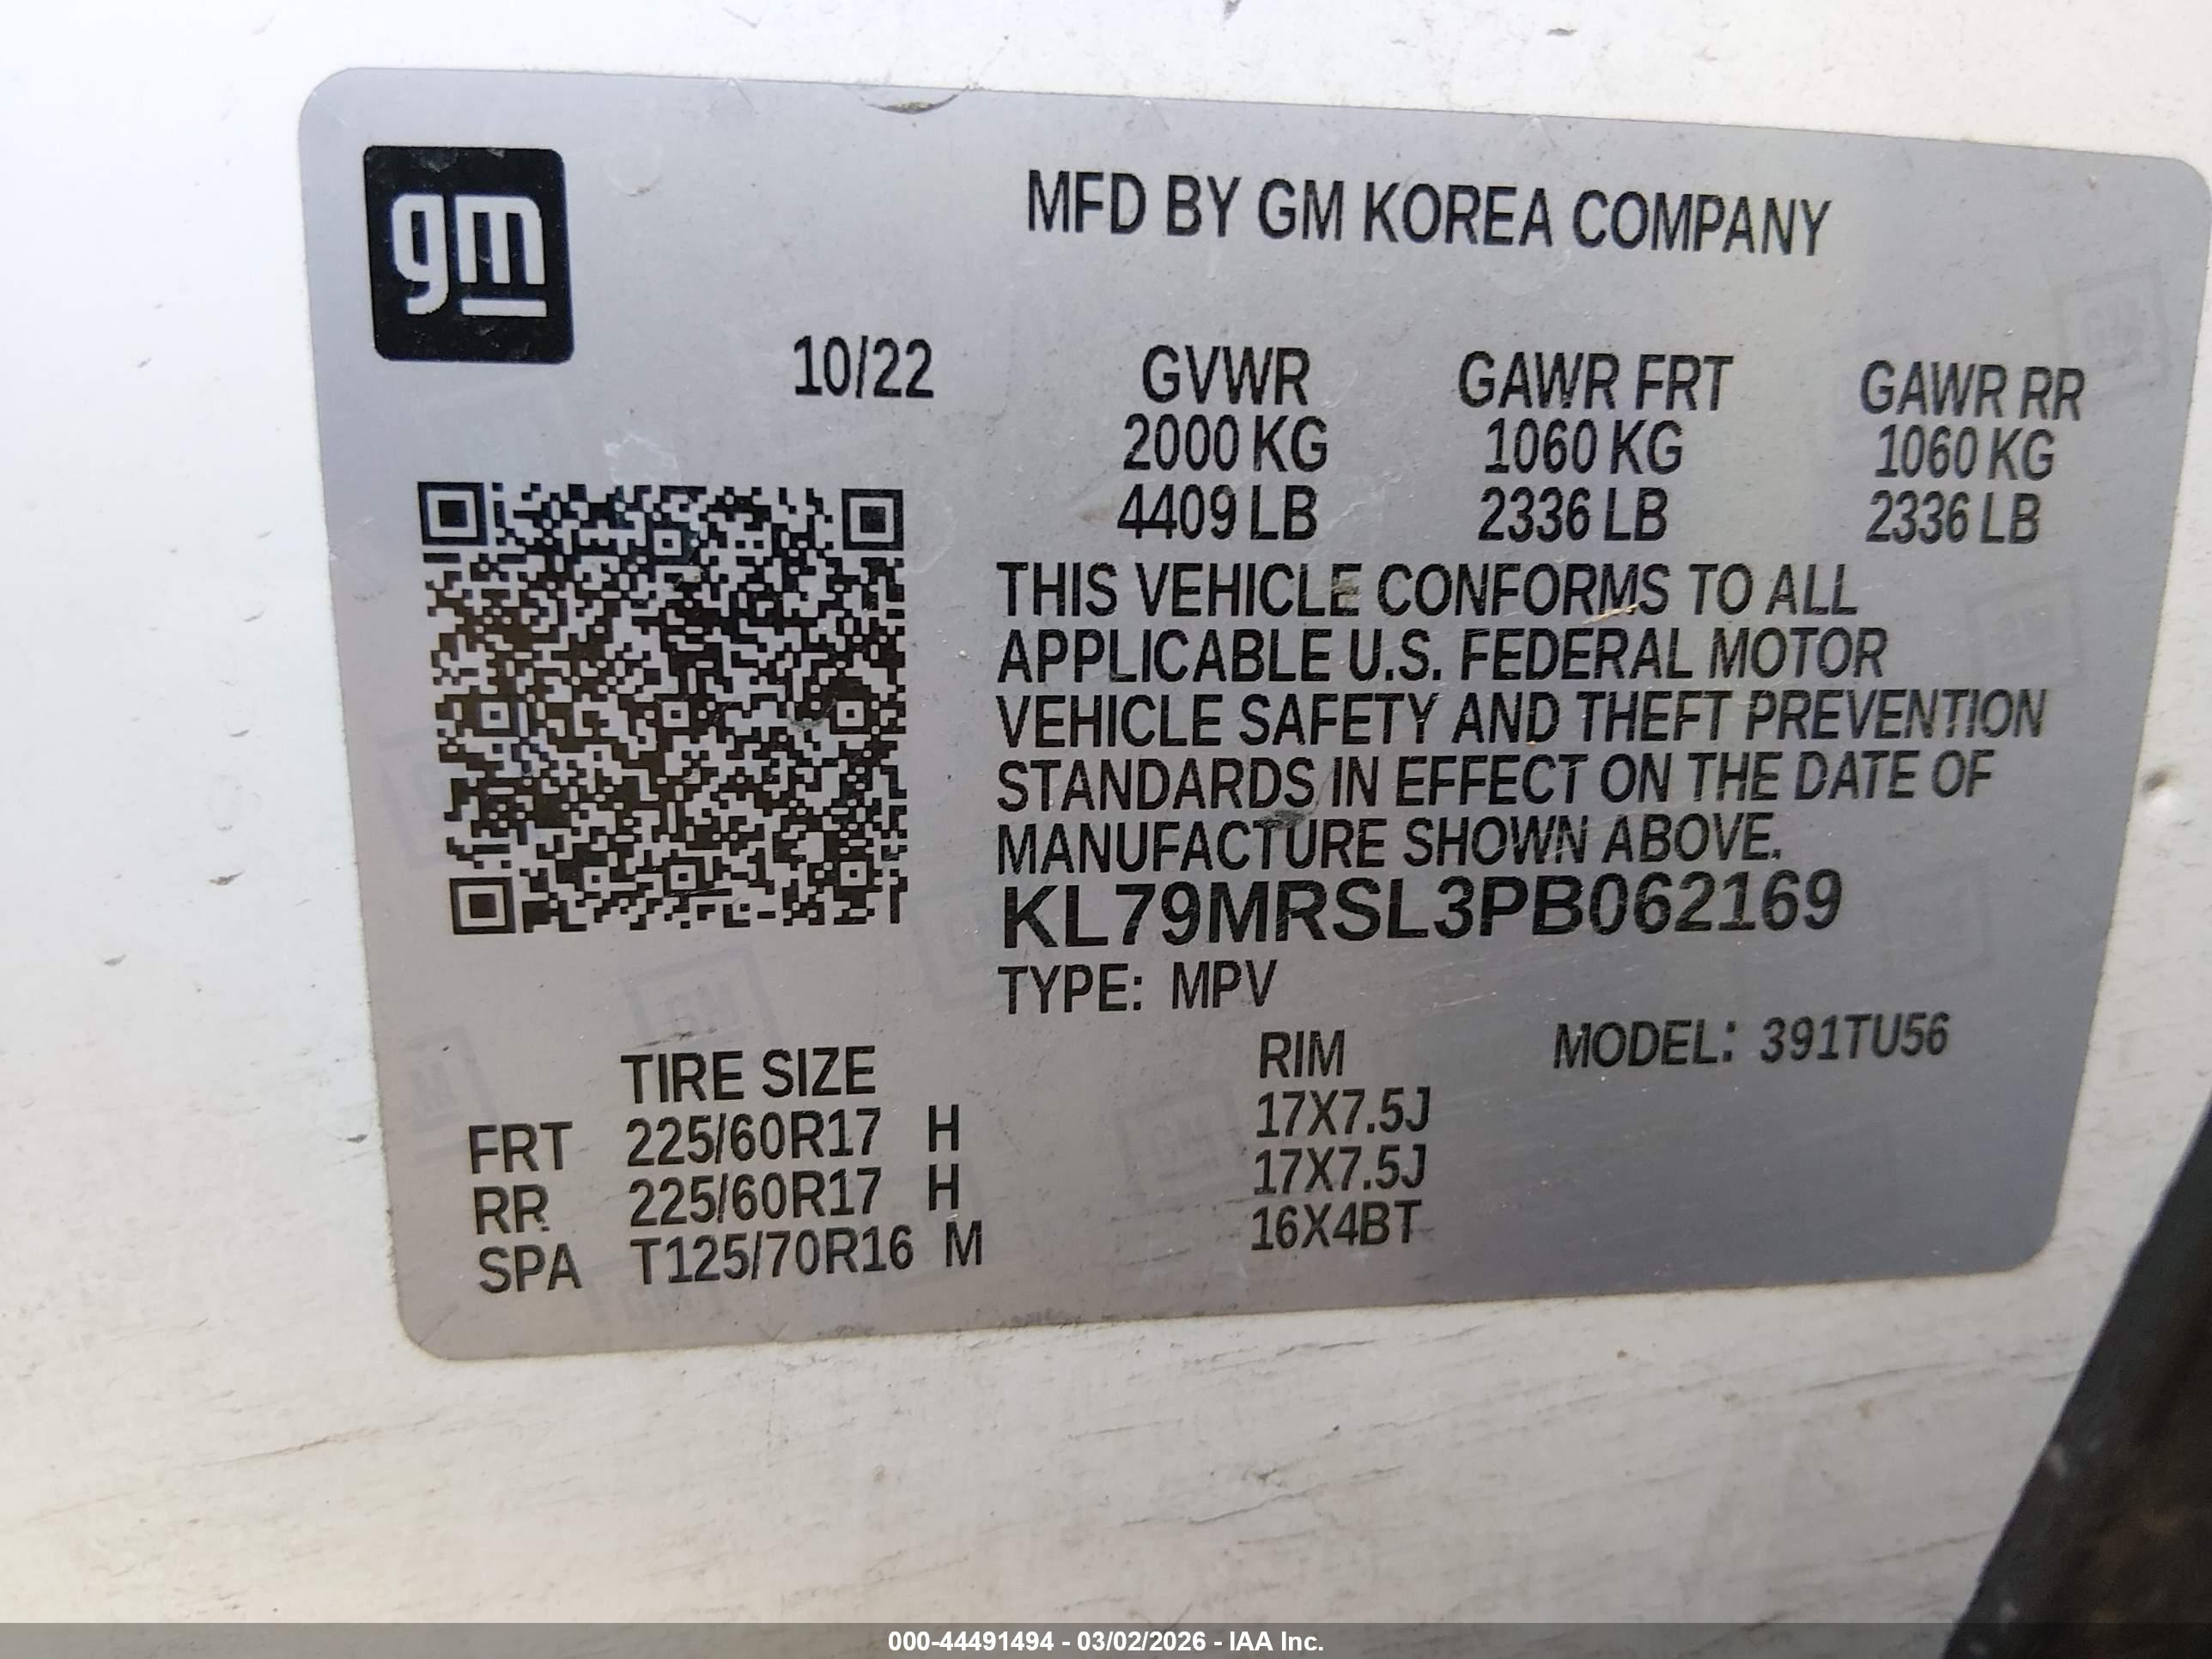 gm
MFD BY GM KOREA COMPANY
10/22 GVWR GAWR FRT GAWR RR
2000 KG 1060 KG 1060 KG
4409 LB 2336 LB 2336 LB
THIS VEHICLE CONFORMS TO ALL
APPLICABLE U.S. FEDERAL MOTOR
VEHICLE SAFETY AND THEFT PREVENTION
STANDARDS IN EFFECT ON THE DATE OF
MANUFACTURE SHOWN ABOVE.
KL79MRSL3PB062169
TYPE: MPV
TIRE SIZE RIM MODEL: 391TU56
FRT 225/60R17 H 17X7.5J
RR 225/60R17 H 17X7.5J
SPA T125/70R16 M 16X4BT
000-44491494 - 03/02/2026 - IAA Inc.